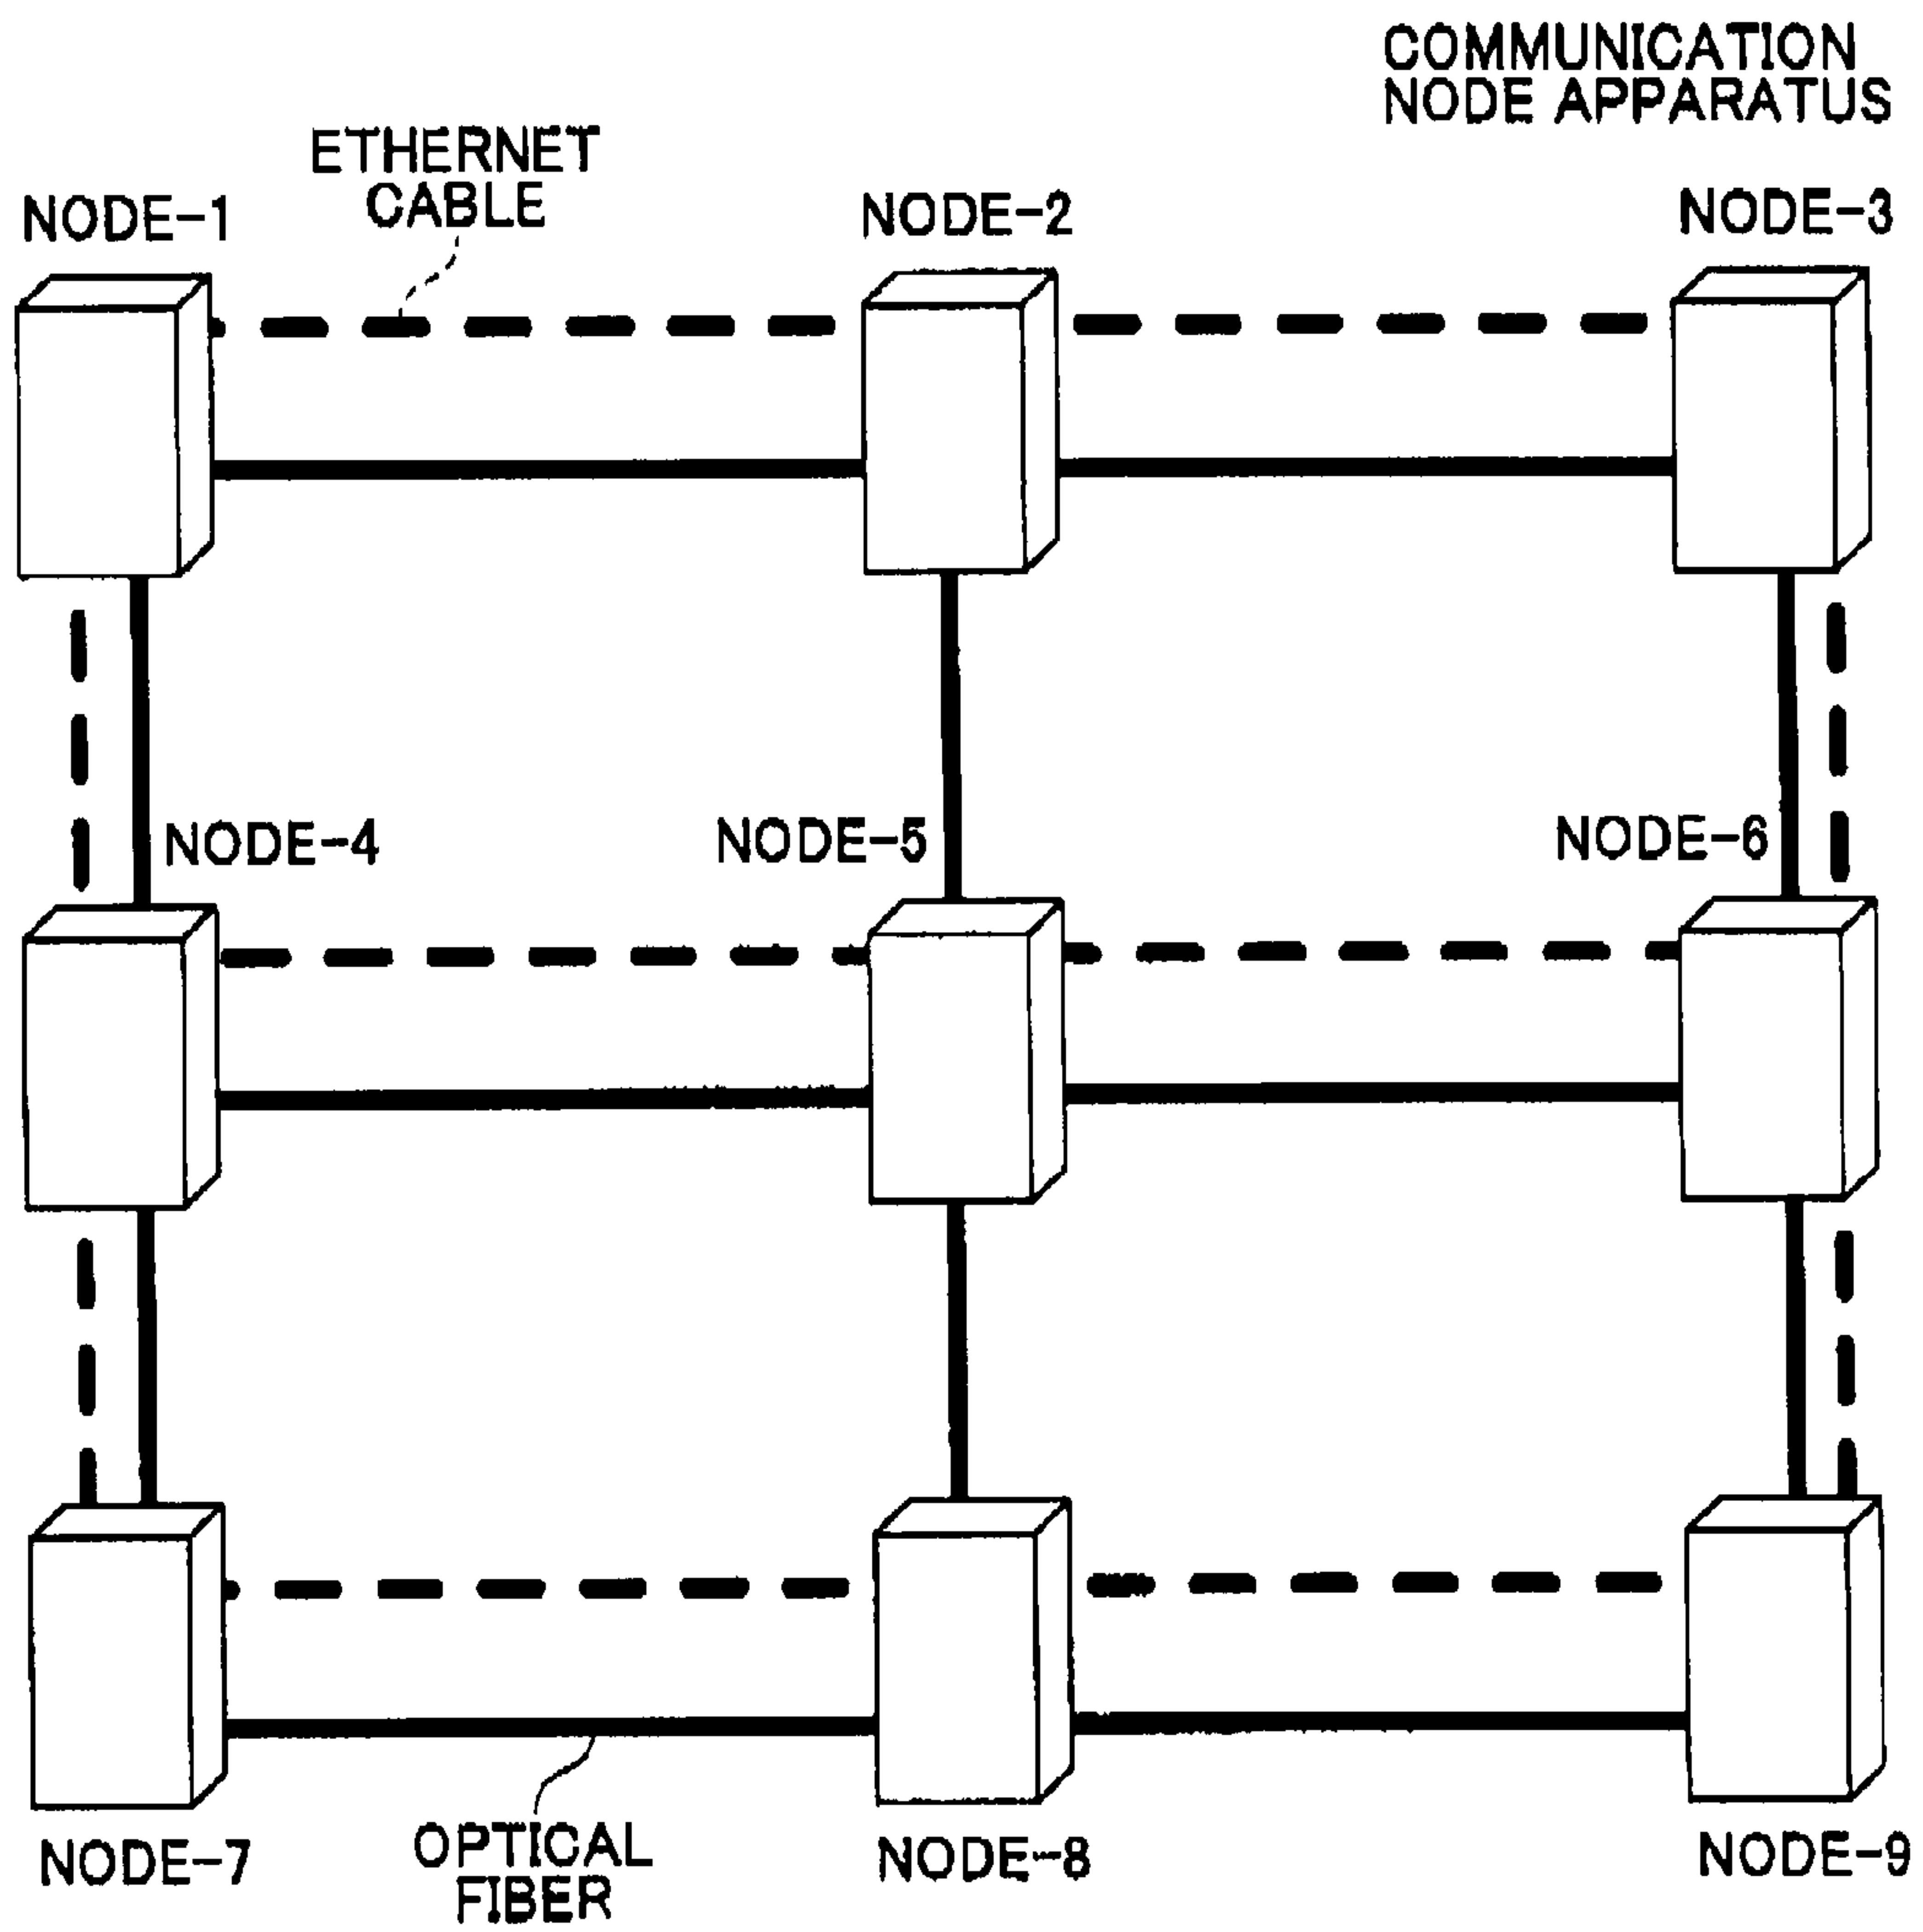 COMMUNICATION
NODE APPARATUS
ETHERNET
CABLE
NODE-1
NODE-2
NODE-3
NODE-4
NODE-5
NODE-6
NODE-7
OPTICAL
FIBER
NODE-8
NODE-9